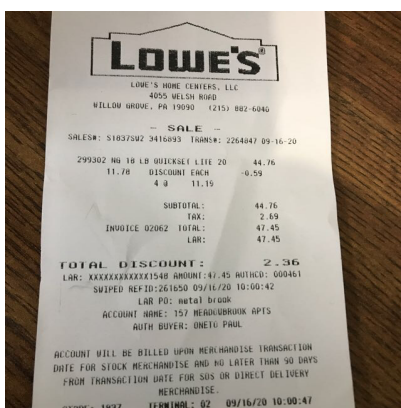 LOWE'S
LOWE'S HOME CENTERS, LLC
4055 WELSH ROAD
WILLOW GROVE, PA 19090 (215) 882-6040
- SALE -
SALES#: S1837SW2 3416893 TRANS#: 2264847 09-16-20
299302 NG 18 LB QUICKSET LITE 20 44.76
11.78 DISCOUNT EACH -0.59
4 @ 11.19
SUBTOTAL: 44.76
TAX: 2.69
INVOICE 02062 TOTAL: 47.45
LAR: 47.45
TOTAL DISCOUNT: 2.36
LAR: XXXXXXXXXXXX1548 AMOUNT:47.45 AUTHCD: 000461
SWIPED REFID:261650 09/16/20 10:00:42
LAR PO: metal brook
ACCOUNT NAME: 157 MEADOWBROOK APTS
AUTH BUYER: ONETO PAUL
ACCOUNT WILL BE BILLED UPON MERCHANDISE TRANSACTION
DATE FOR STOCK MERCHANDISE AND NO LATER THAN 90 DAYS
FROM TRANSACTION DATE FOR SOS OR DIRECT DELIVERY
MERCHANDISE.
1837 TERMINAL: 02 09/16/20 10:00:47